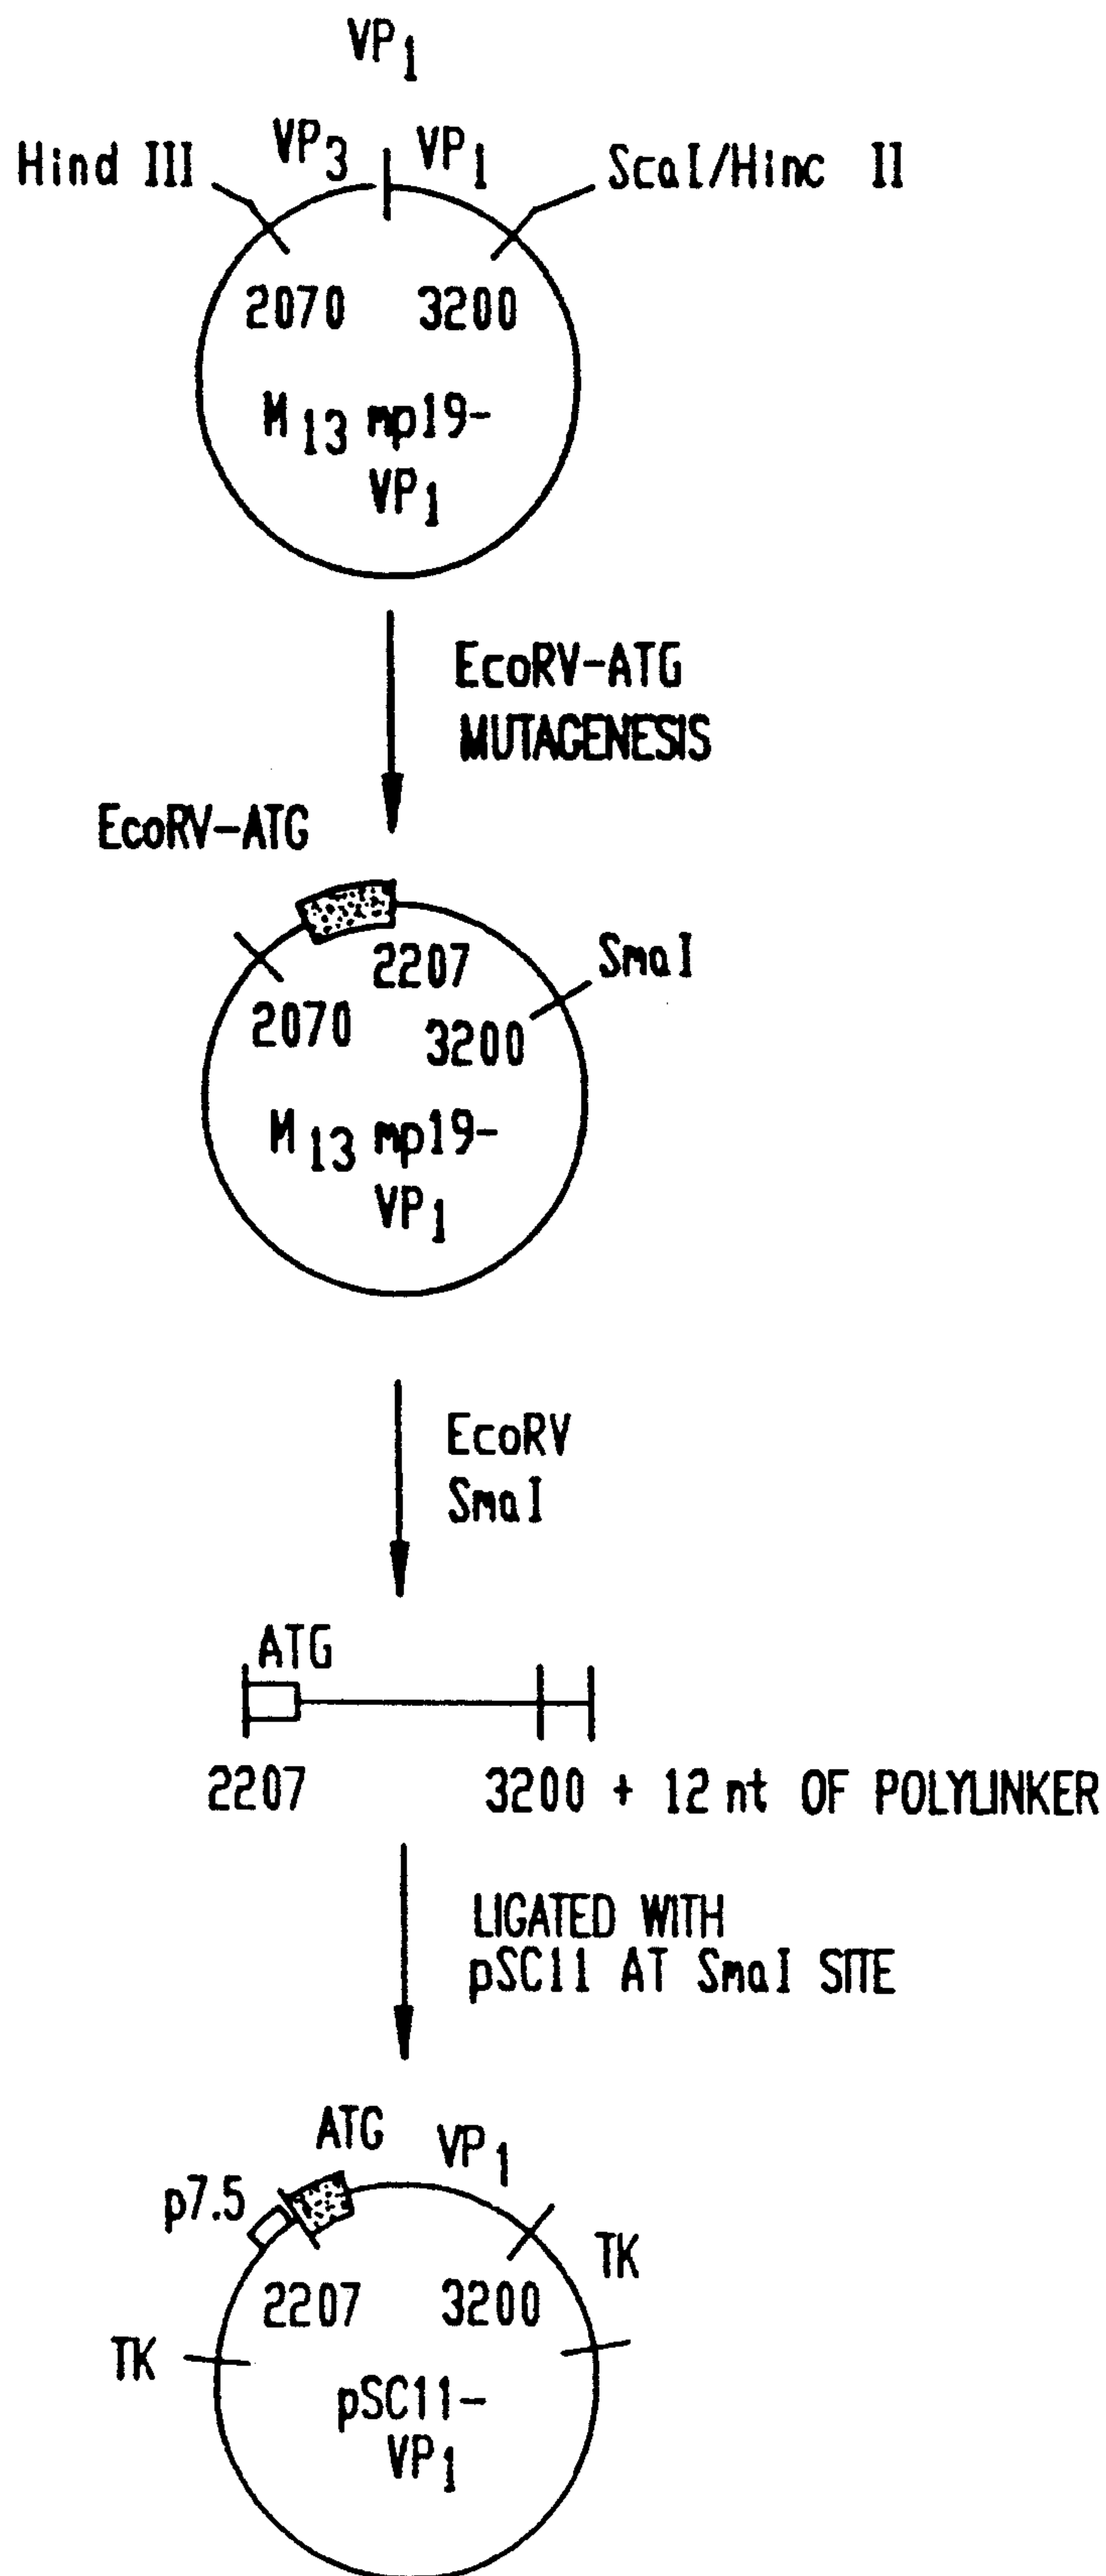 VP1
Hind III VP3 VP1 ScaI/Hinc II
2070 3200
M13 mp19-
VP1
EcoRV-ATG
MUTAGENESIS
EcoRV-ATG
2207 SmaI
2070 3200
M13 mp19-
VP1
EcoRV
SmaI
ATG
2207 3200 + 12 nt OF POLYLINKER
LIGATED WITH
pSC11 AT SmaI SITE
ATG VP1
p7.5
TK
2207 3200
TK
pSC11-
VP1